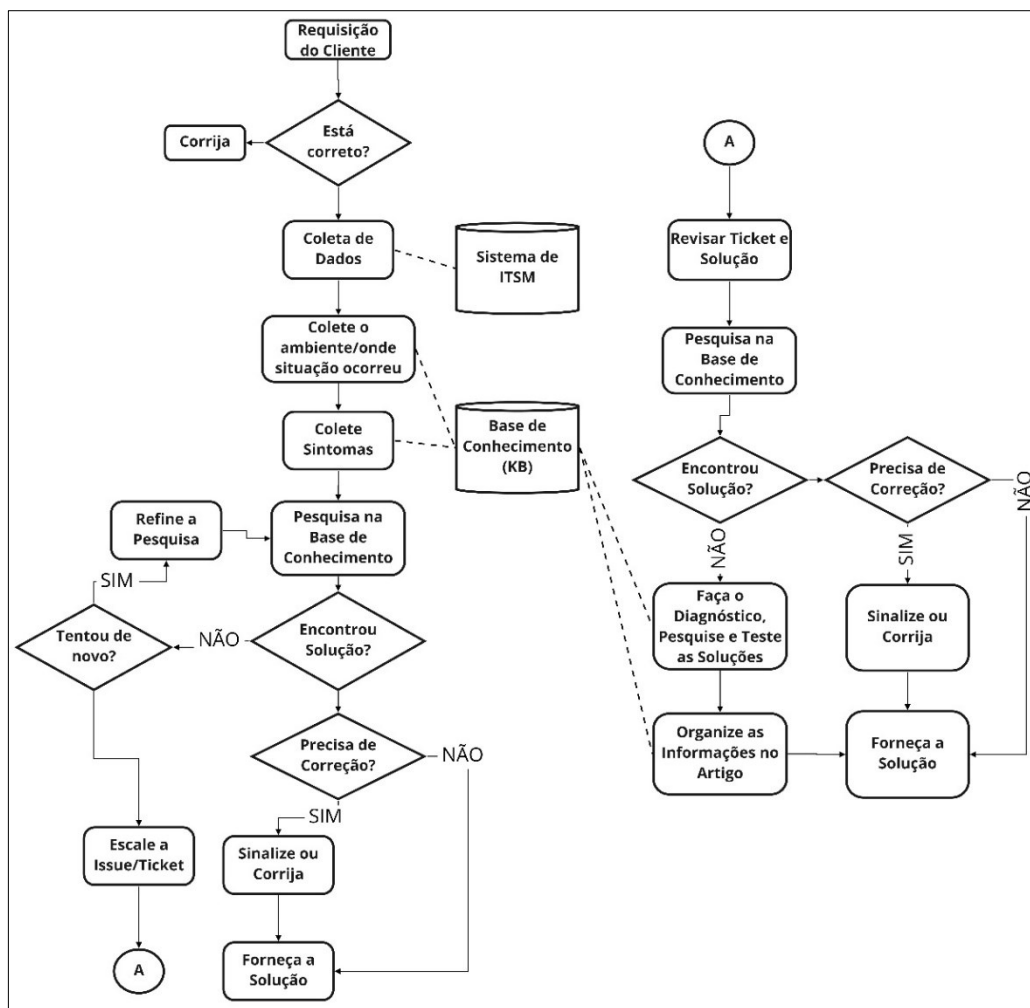 Requisição
do Cliente
Está
correto?
Corrija
Coleta de
Dados
Sistema de
ITSM
Colete o
ambiente/onde
situação ocorreu
Colete
Sintomas
Base de
Conhecimento
(KB)
Refine a
Pesquisa
Pesquisa na
Base de
Conhecimento
SIM
Tentou de
novo?
NÃO
Encontrou
Solução?
Precisa de
Correção?
NÃO
SIM
Escale a
Issue/Ticket
Sinalize ou
Corrija
A
Forneça a
Solução
A
Revisar Ticket e
Solução
Pesquisa na
Base de
Conhecimento
Encontrou
Solução?
Precisa de
Correção?
NÃO
NÃO
SIM
Faça o
Diagnóstico,
Pesquise e Teste
as Soluções
Sinalize ou
Corrija
Organize as
Informações no
Artigo
Forneça a
Solução